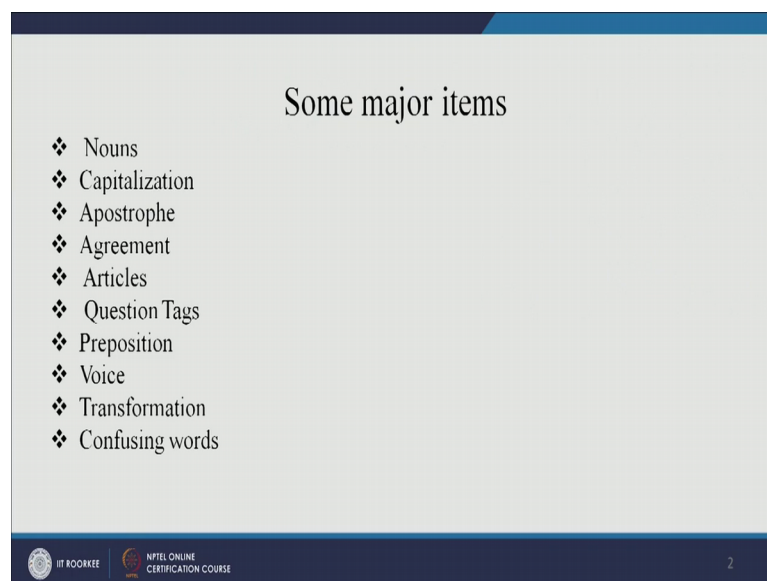 Some major items
❖ Nouns
❖ Capitalization
❖ Apostrophe
❖ Agreement
❖ Articles
❖ Question Tags
❖ Preposition
❖ Voice
❖ Transformation
❖ Confusing words
IIT ROORKEE
NPTEL
NPTEL ONLINE
CERTIFICATION COURSE
2